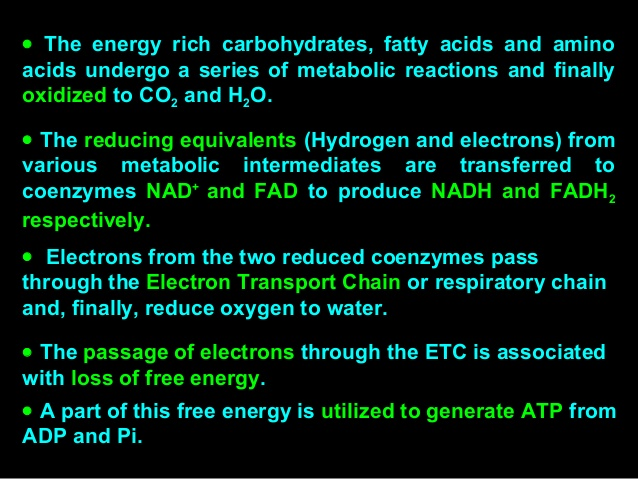 • The energy rich carbohydrates, fatty acids and amino
acids undergo a series of metabolic reactions and finally
oxidized to CO₂ and H₂O.
• The reducing equivalents (Hydrogen and electrons) from
various metabolic intermediates are transferred to
coenzymes NAD⁺ and FAD to produce NADH and FADH₂
respectively.
• Electrons from the two reduced coenzymes pass
through the Electron Transport Chain or respiratory chain
and, finally, reduce oxygen to water.
• The passage of electrons through the ETC is associated
with loss of free energy.
• A part of this free energy is utilized to generate ATP from
ADP and Pi.